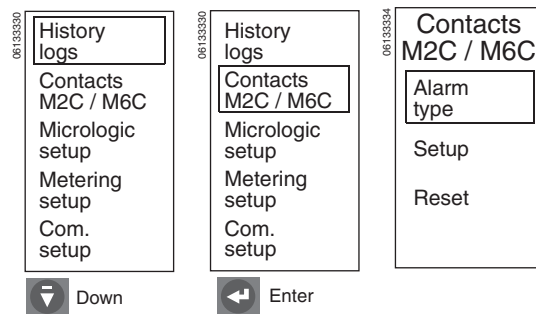 06133330
History
logs
Contacts
M2C / M6C
Micrologic
setup
Metering
setup
Com.
setup
Down
06133330
History
logs
Contacts
M2C / M6C
Micrologic
setup
Metering
setup
Com.
setup
Enter
06133334
Contacts
M2C / M6C
Alarm
type
Setup
Reset